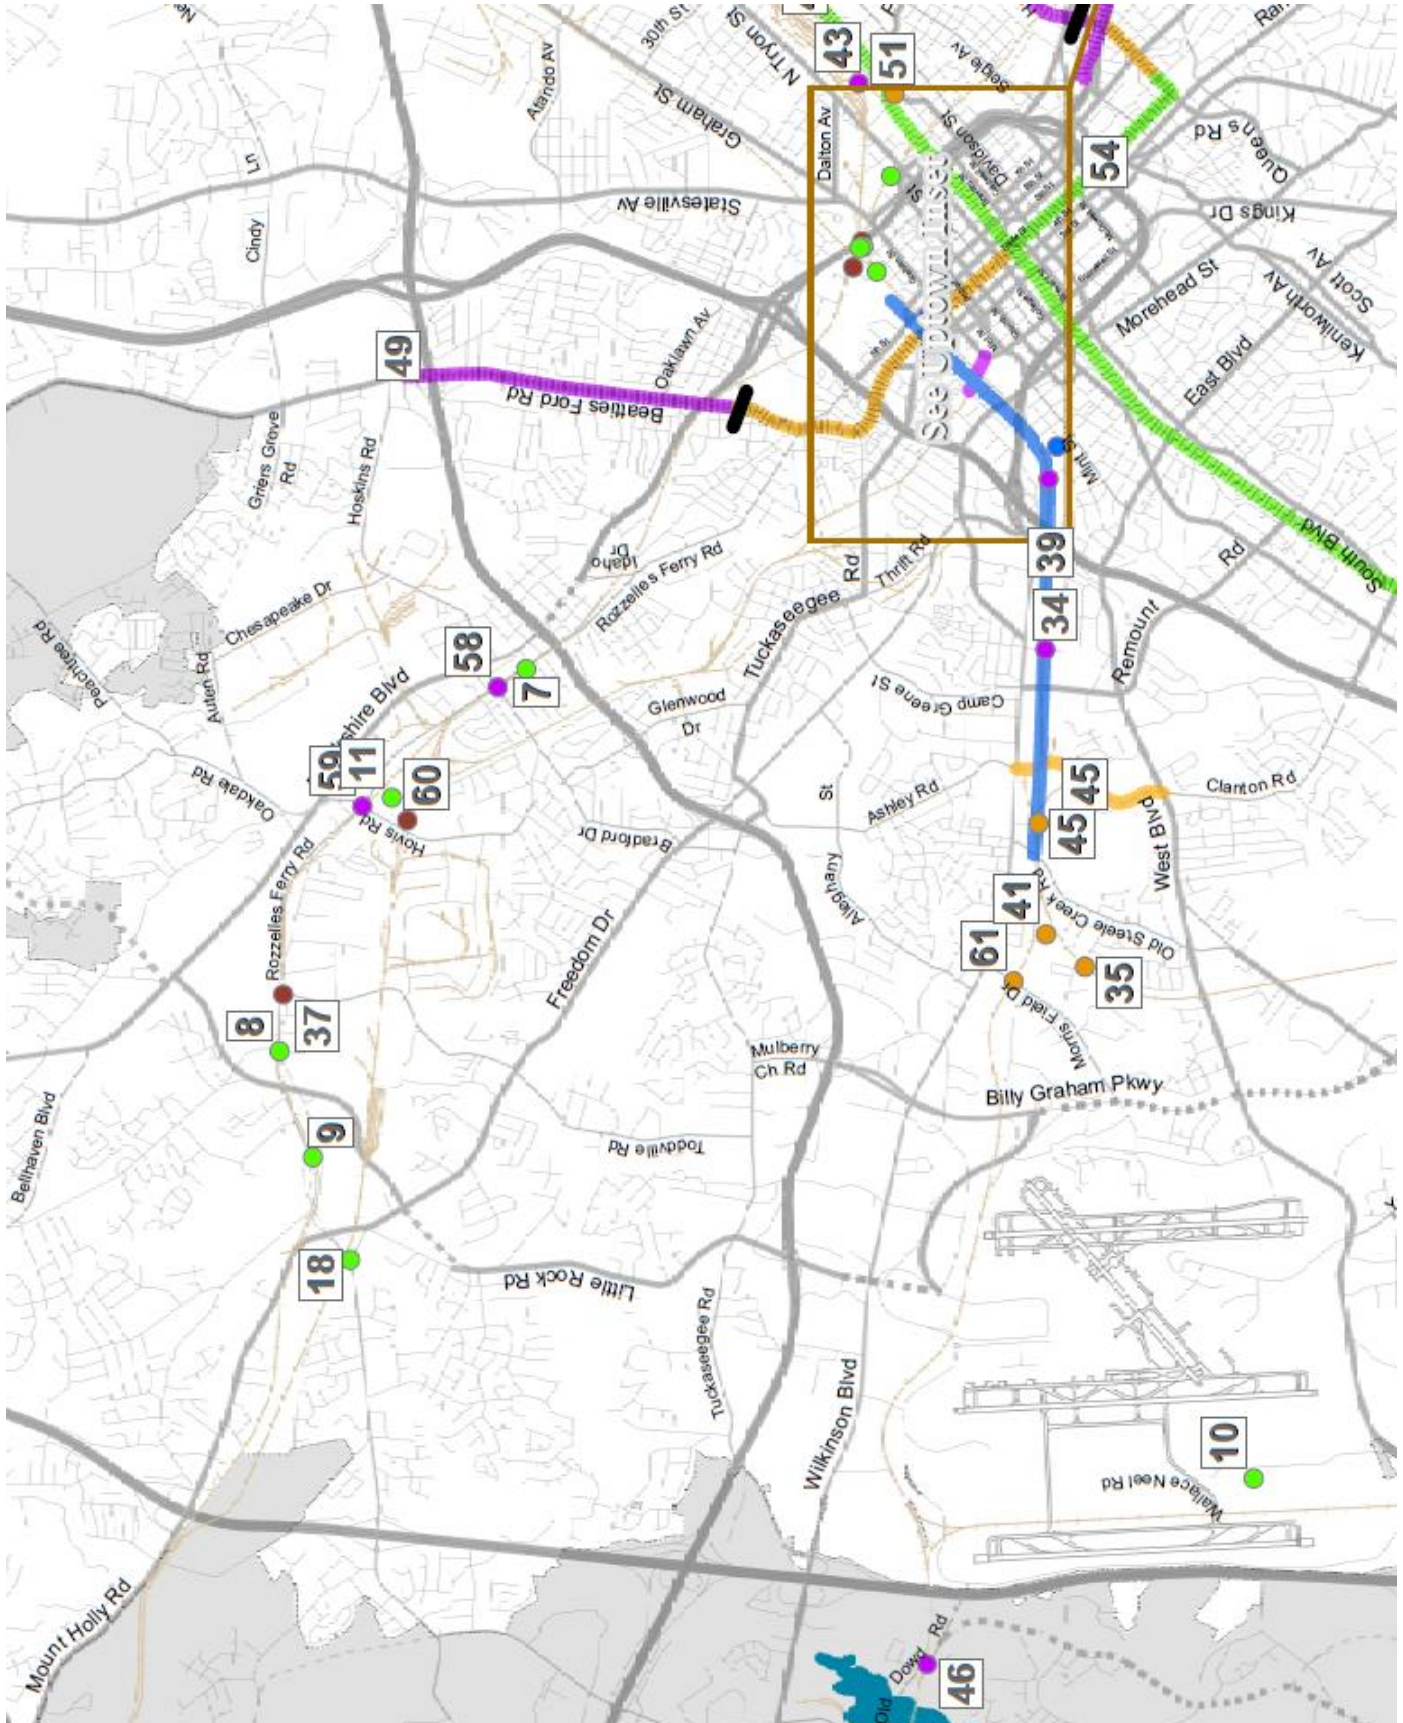 30th St
N Tryon St
43
51
Seigle Av
Atando Av
Graham St
Dalton Av
Davidson St
54
Queens Rd
Ln
Cindy
Statesville Av
St
Kings Dr
Scott Av
Kenilworth Av
Morehead St
East Blvd
See Uptown Inset
49
Oaklawn Av
Beatties Ford Rd
Griers Grove
Rd
Hoskins Rd
Mint St
South Blvd
Rd
39
34
Remount
Thrift Rd
Rd
Tuckaseegee
Idaho
Dr
Rozzelles Ferry Rd
Chesapeake Dr
Peachtree Rd
Auten Rd
58
7
Glenwood
Dr
Camp Greene St
59
11
60
Hovis Rd
Oakdale Rd
Rozzelles Ferry Rd
Bradford Dr
St
Alleghany
Ashley Rd
45
45
Clanton Rd
West Blvd
41
61
35
Old Steele Creek Rd
Morris Field Dr
Freedom Dr
8
37
9
18
Mulberry
Ch Rd
Billy Graham Pkwy
Bellhaven Blvd
Toddville Rd
Little Rock Rd
Tuckaseegee Rd
Wilkinson Blvd
10
Wallace Neel Rd
Mount Holly Rd
Old
Dowd
Rd
46